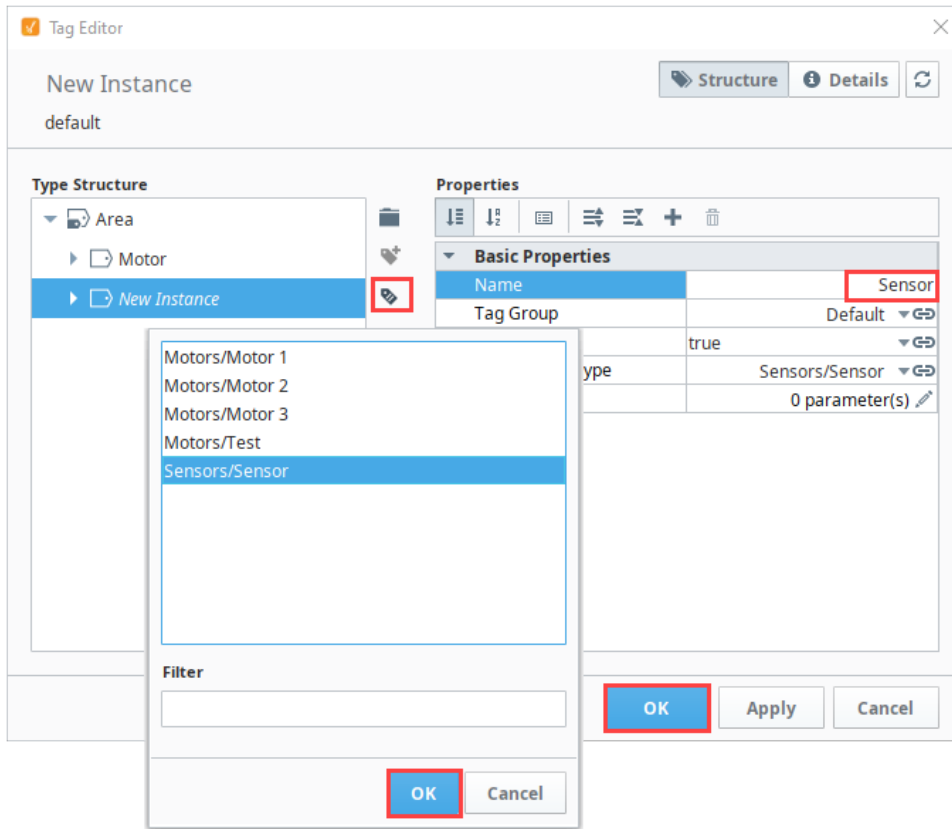 Tag Editor
New Instance
Structure
Details
default
Type Structure
Properties
Area
Motor
New Instance
Basic Properties
Name Sensor
Tag Group Default
true
ype Sensors/Sensor
0 parameter(s)
Motors/Motor 1
Motors/Motor 2
Motors/Motor 3
Motors/Test
Sensors/Sensor
Filter
OK Cancel
OK Apply Cancel